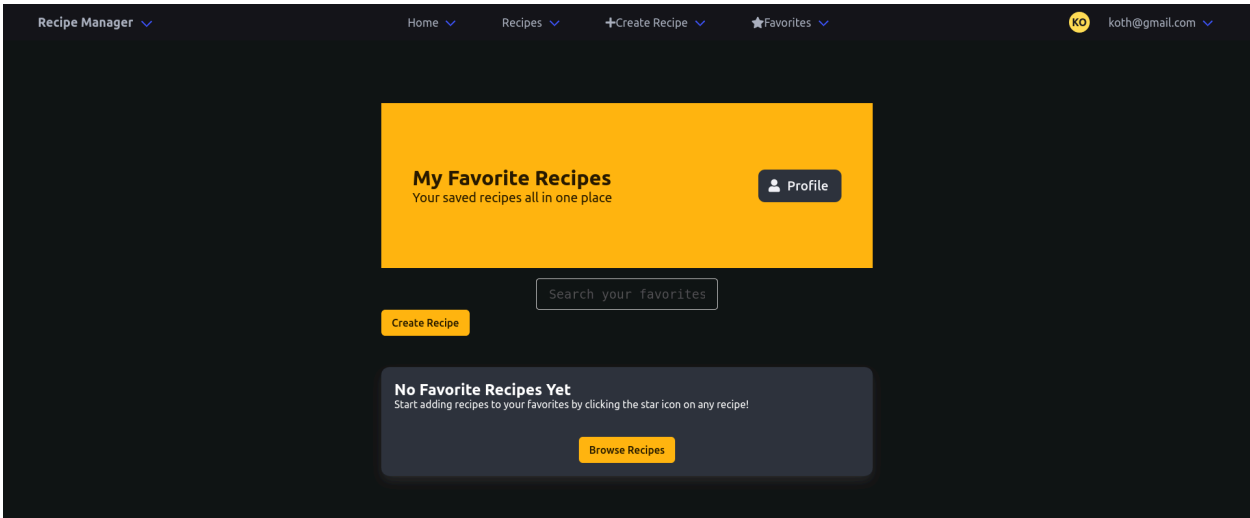 Recipe Manager
Home
Recipes
Create Recipe
Favorites
KO
koth@gmail.com
My Favorite Recipes
Your saved recipes all in one place
Profile
Search your favorites
Create Recipe
No Favorite Recipes Yet
Start adding recipes to your favorites by clicking the star icon on any recipe!
Browse Recipes